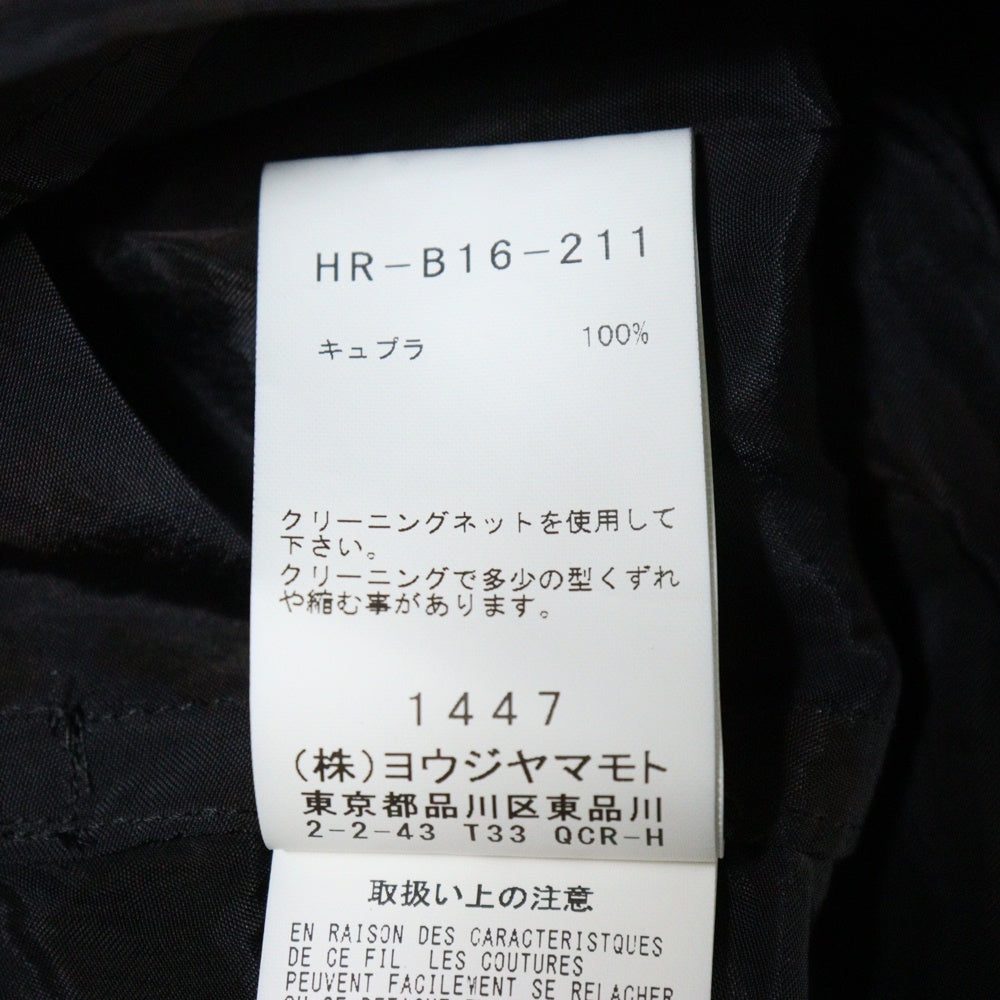 HR-B16-211
キュプラ 100%
クリーニングネットを使用して
下さい。
クリーニングで多少の型くずれ
や縮む事があります。
1447
(株)ヨウジヤマモト
東京都品川区東品川
2-2-43 T33 QCR-H
取扱い上の注意
EN RAISON DES CARACTERISTQUES
DE CE FIL LES COUTURES
PEUVENT FACILEMENT SE RELACHER